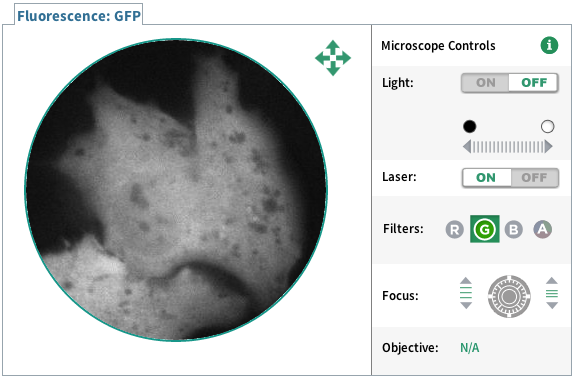 Fluorescence: GFP
Microscope Controls i
Light: ON OFF
Laser: ON OFF
Filters: R G B A
Focus:
Objective: N/A